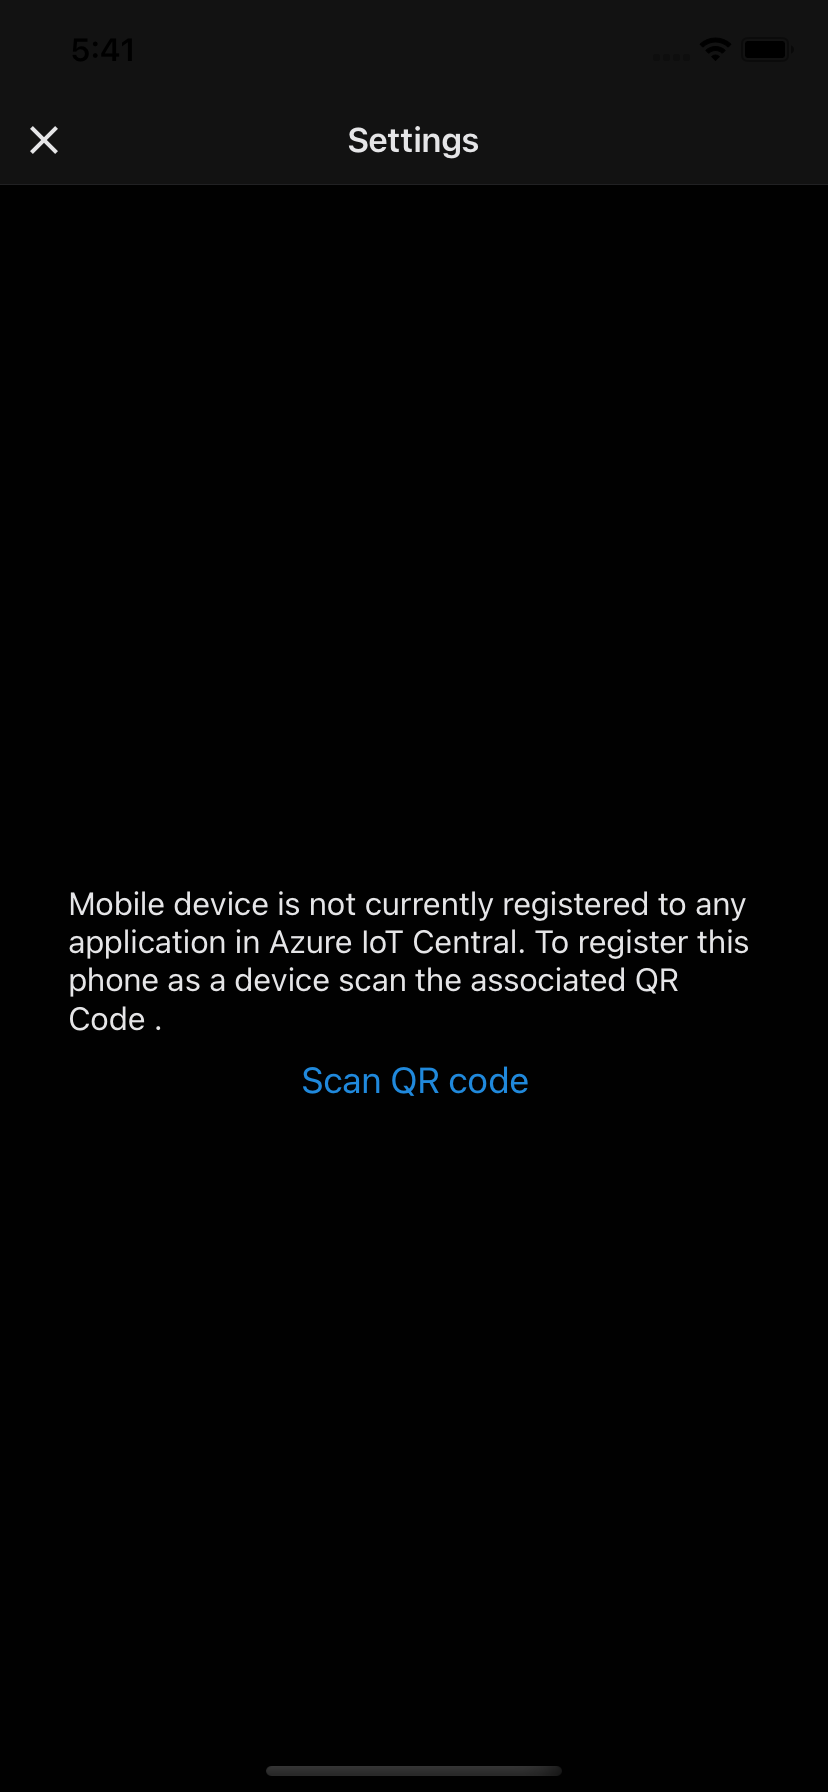 5:41
Settings
Mobile device is not currently registered to any
application in Azure IoT Central. To register this
phone as a device scan the associated QR
Code .
Scan QR code